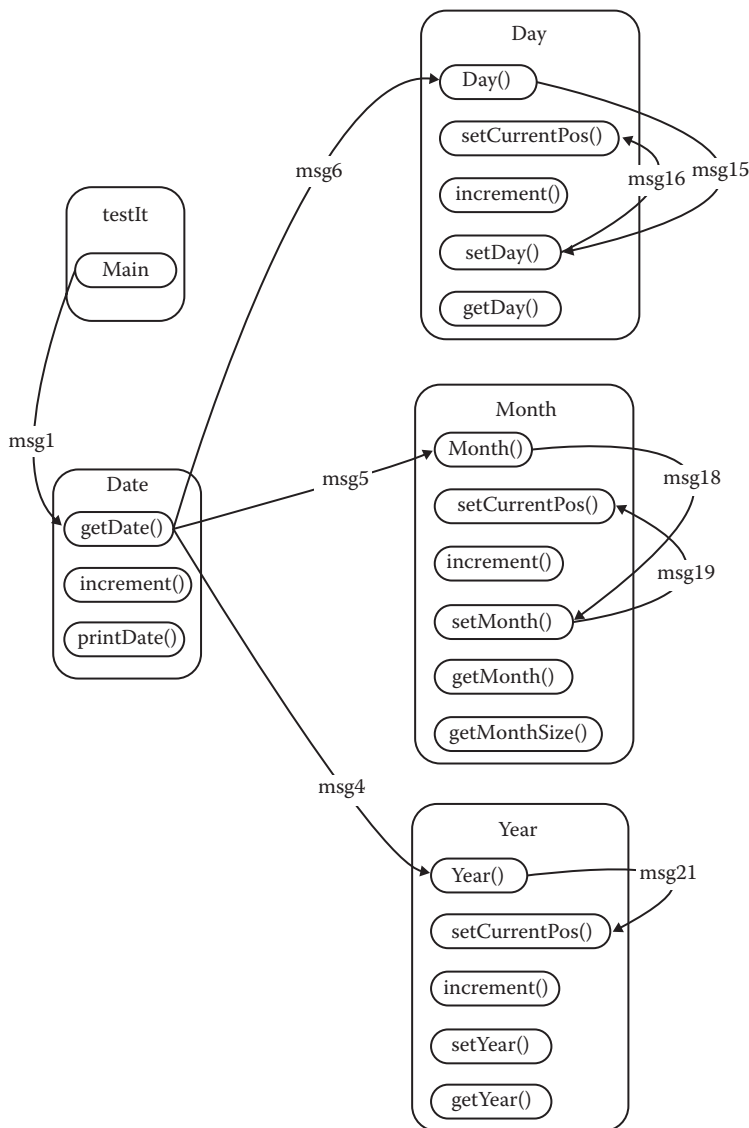 Day
Day()
setCurrentPos()
msg6
msg16
msg15
increment()
testIt
Main
setDay()
getDay()
Month
msg1
Month()
Date
msg5
msg18
getDate()
setCurrentPos()
increment()
increment()
msg19
printDate()
setMonth()
getMonth()
getMonthSize()
msg4
Year
Year()
msg21
setCurrentPos()
increment()
setYear()
getYear()